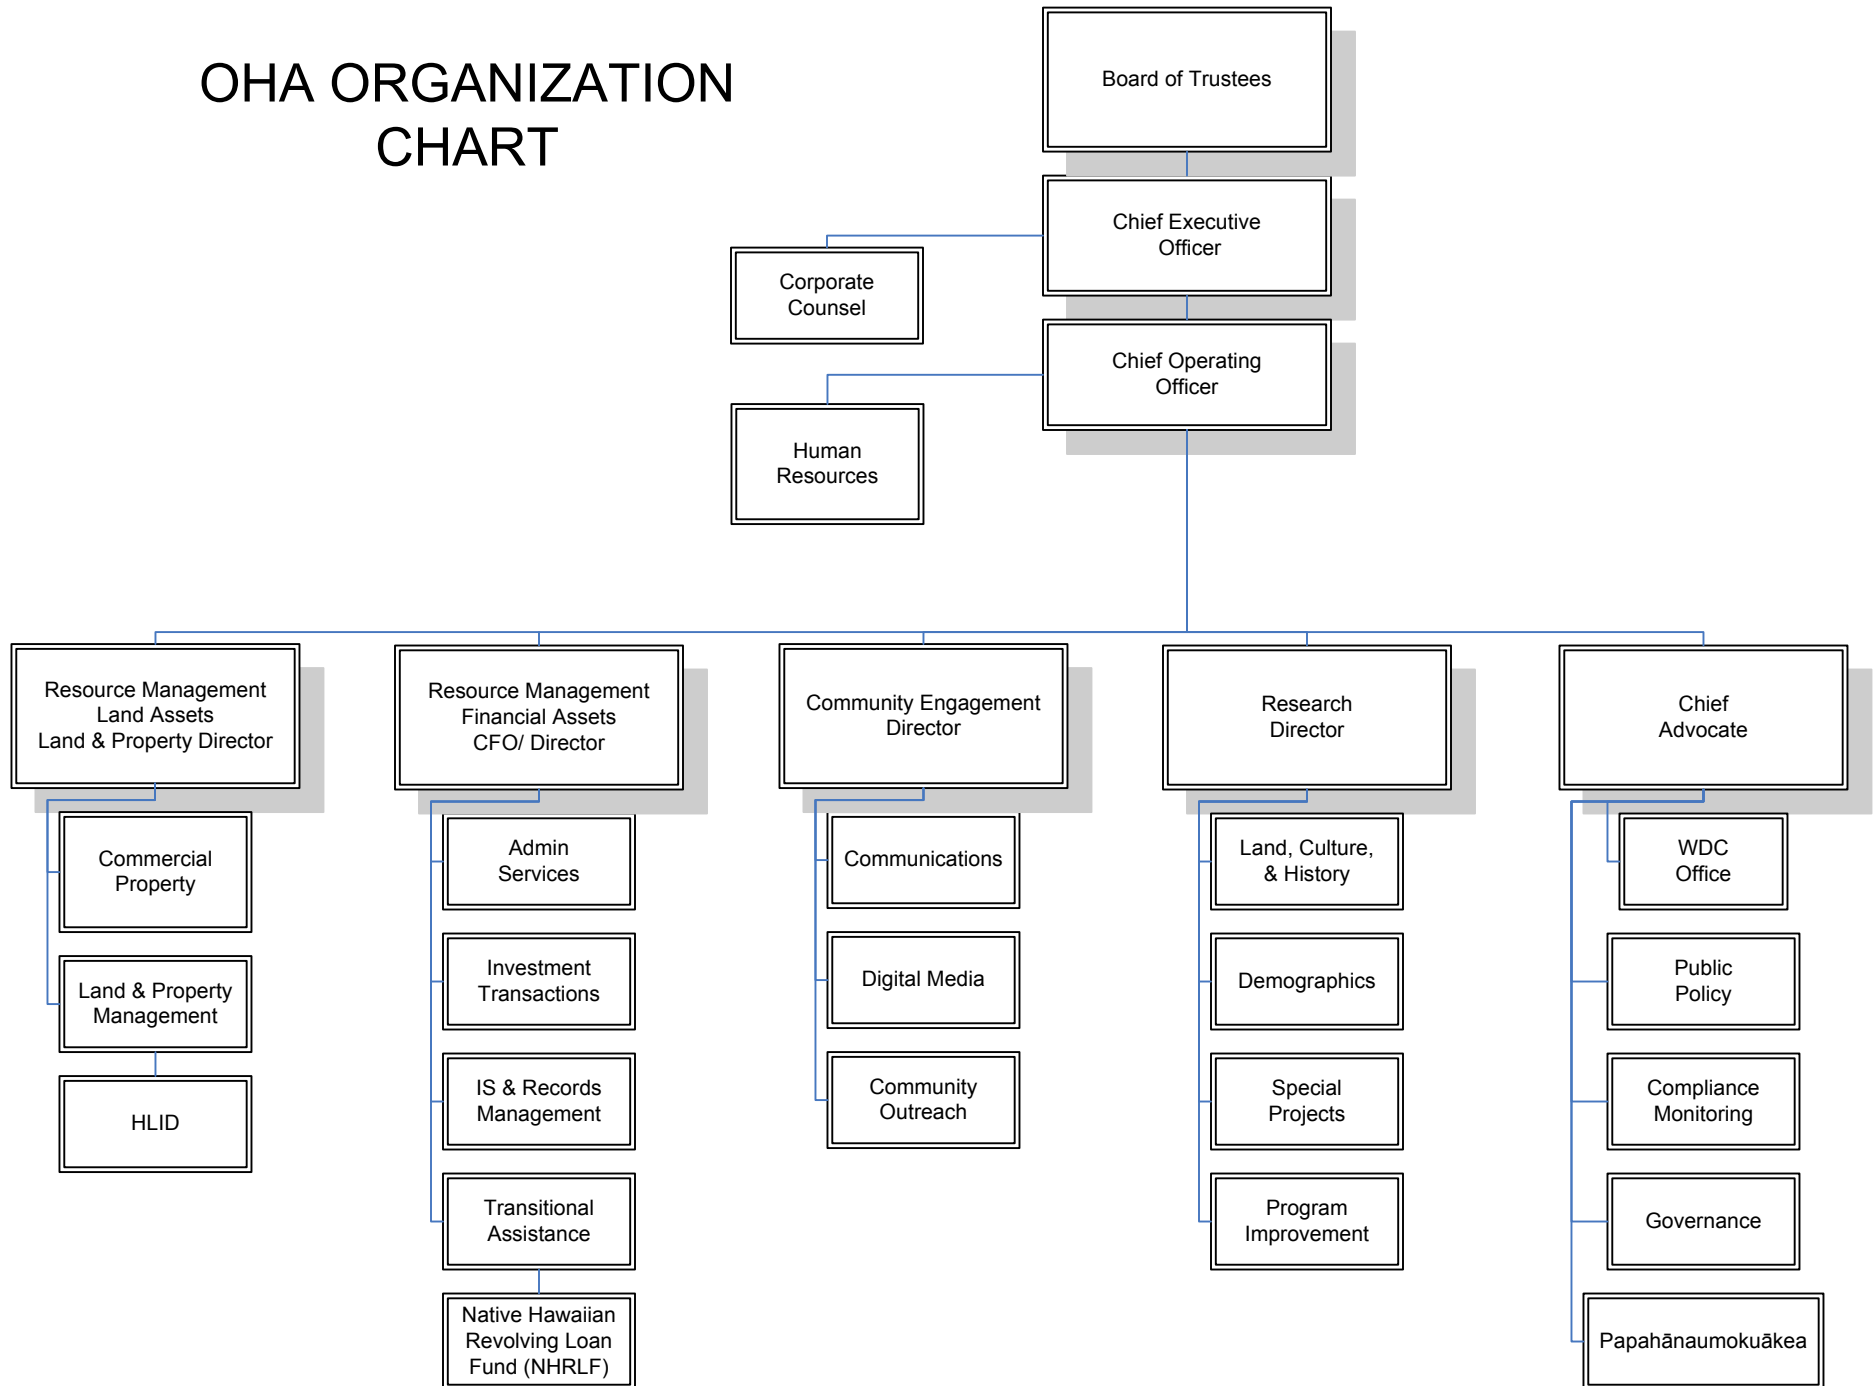 OHA ORGANIZATION
CHART
Board of Trustees
Chief Executive
Officer
Corporate
Counsel
Chief Operating
Officer
Human
Resources
Resource Management
Land Assets
Land & Property Director
Resource Management
Financial Assets
CFO/ Director
Community Engagement
Director
Research
Director
Chief
Advocate
Commercial
Property
Land & Property
Management
HLID
Admin
Services
Investment
Transactions
IS & Records
Management
Transitional
Assistance
Native Hawaiian
Revolving Loan
Fund (NHRLF)
Communications
Digital Media
Community
Outreach
Land, Culture,
& History
Demographics
Special
Projects
Program
Improvement
WDC
Office
Public
Policy
Compliance
Monitoring
Governance
Papahānaumokuākea